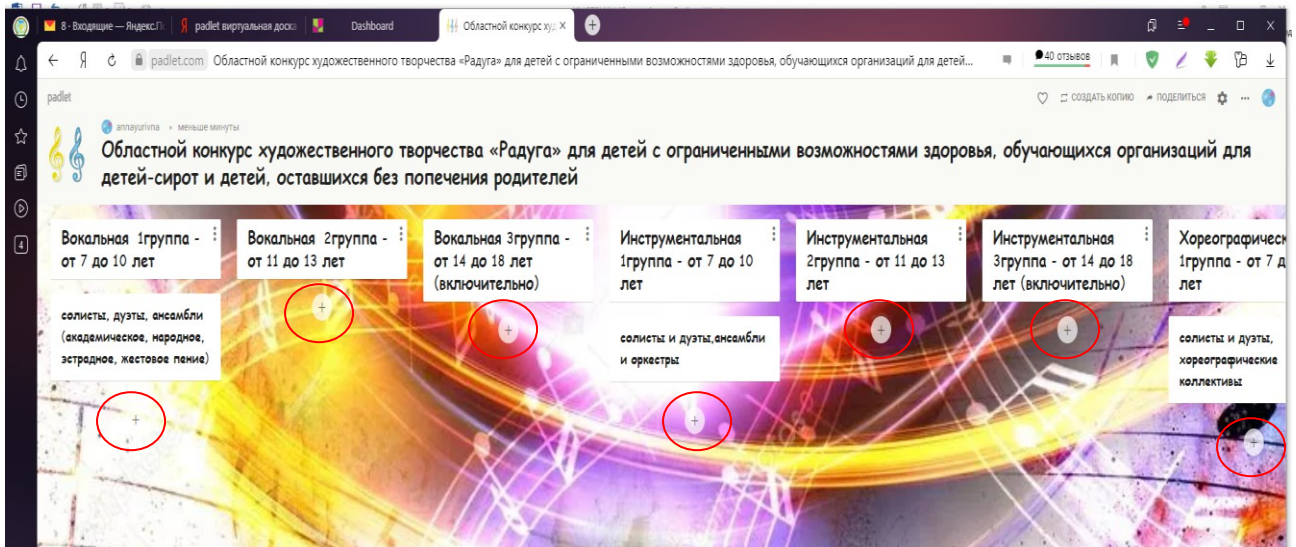 8 · Входящие — Яндекс.П
padlet виртуальная доска
Dashboard
Областной конкурс худ
padlet.com
Областной конкурс художественного творчества «Радуга» для детей с ограниченными возможностями здоровья, обучающихся организаций для детей...
40 отзывов
padlet
СОЗДАТЬ КОПИЮ
ПОДЕЛИТЬСЯ
annayurivna • меньше минуты
Областной конкурс художественного творчества «Радуга» для детей с ограниченными возможностями здоровья, обучающихся организаций для
детей-сирот и детей, оставшихся без попечения родителей
4
Вокальная 1группа -
от 7 до 10 лет
солисты, дуэты, ансамбли
(академическое, народное,
эстрадное, жестовое пение)
Вокальная 2группа -
от 11 до 13 лет
Вокальная 3группа -
от 14 до 18 лет
(включительно)
Инструментальная
1группа - от 7 до 10
лет
солисты и дуэты,ансамбли
и оркестры
Инструментальная
2группа - от 11 до 13
лет
Инструментальная
3группа - от 14 до 18
лет (включительно)
Хореографическ
1группа - от 7 д
лет
солисты и дуэты,
хореографические
коллективы